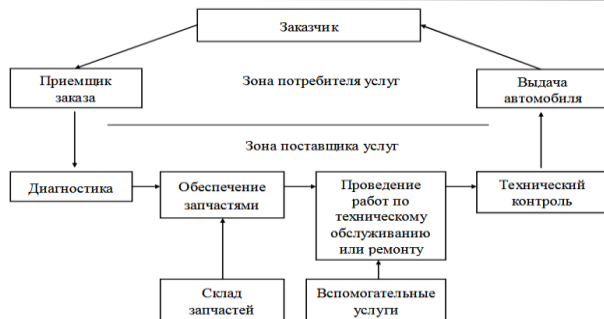 Заказчик
Приемщик
заказа
Зона потребителя услуг
Выдача
автомобиля
Зона поставщика услуг
Диагностика
Обеспечение
запчастями
Проведение
работ по
техническому
обслуживанию
или ремонту
Технический
контроль
Склад
запчастей
Вспомогательные
услуги